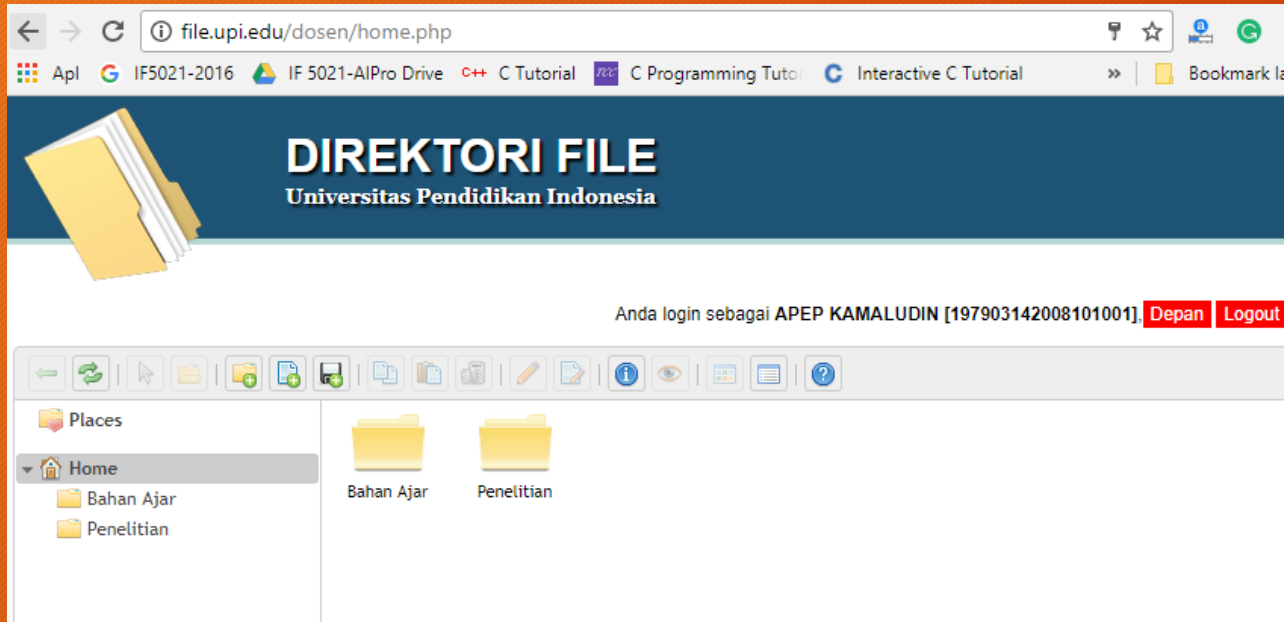 file.upi.edu/dosen/home.php
Apl IF5021-2016 IF 5021-AIPro Drive C++ C Tutorial C Programming Tuto Interactive C Tutorial » Bookmark la
DIREKTORI FILE
Universitas Pendidikan Indonesia
Anda login sebagai APEP KAMALUDIN [197903142008101001], Depan Logout
Places
Home
Bahan Ajar
Penelitian
Bahan Ajar Penelitian